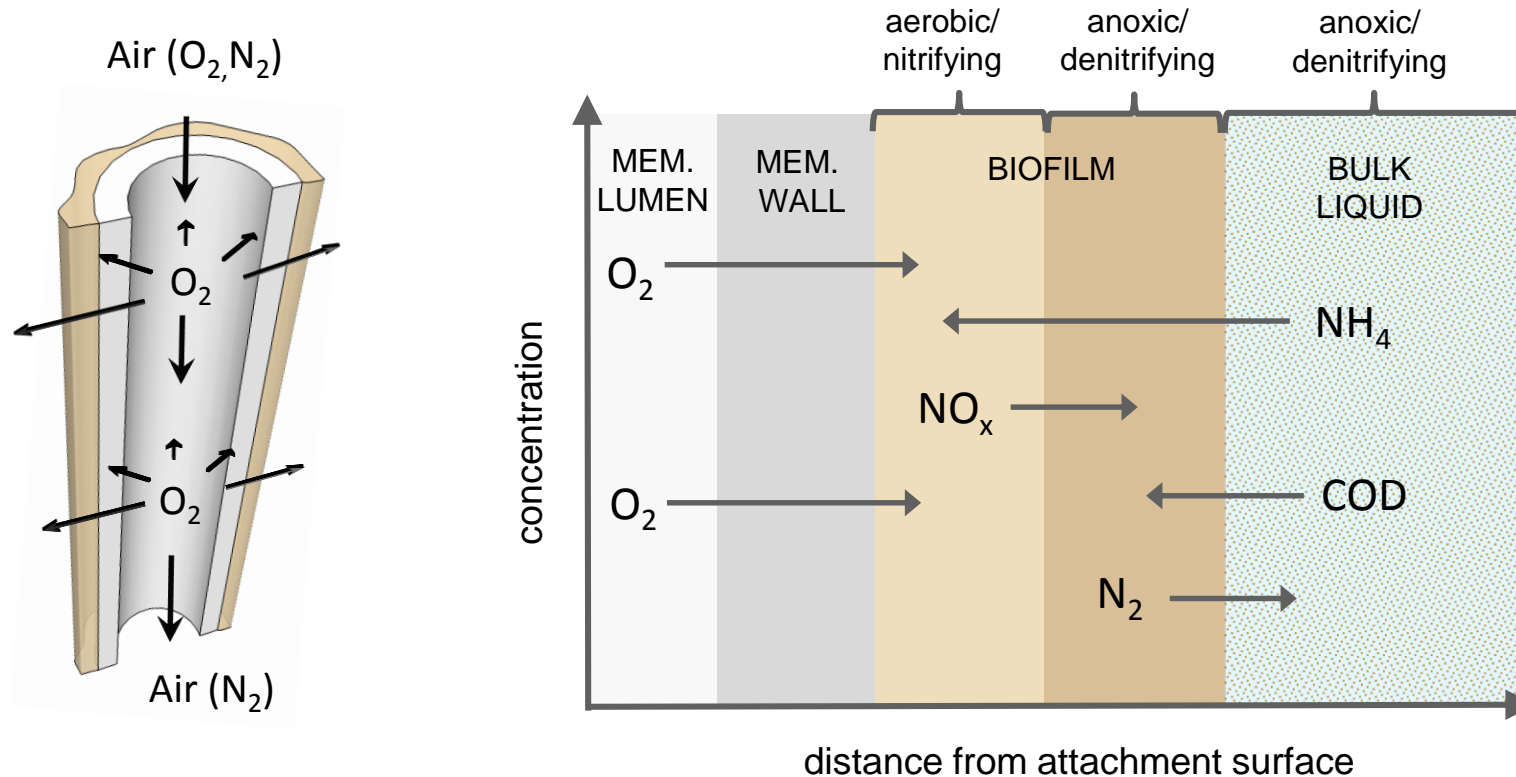 Air (O₂,N₂)
O₂
O₂
Air (N₂)
aerobic/
nitrifying
anoxic/
denitrifying
anoxic/
denitrifying
MEM.
LUMEN
MEM.
WALL
BIOFILM
BULK
LIQUID
O₂
NH₄
NOₓ
O₂
COD
N₂
concentration
distance from attachment surface